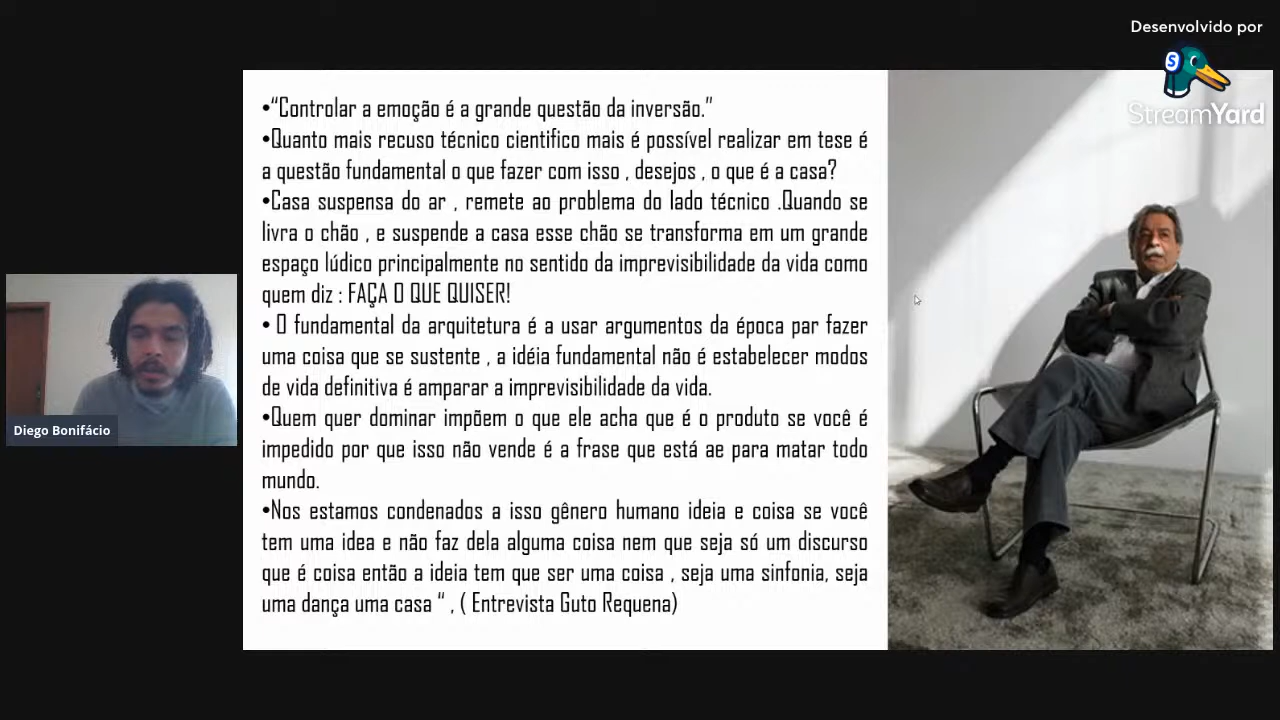 Desenvolvido por
StreamYard
•“Controlar a emoção é a grande questão da inversão.”
•Quanto mais recuso técnico cientifico mais é possível realizar em tese é
a questão fundamental o que fazer com isso , desejos , o que é a casa?
•Casa suspensa do ar , remete ao problema do lado técnico .Quando se
livra o chão , e suspende a casa esse chão se transforma em um grande
espaço lúdico principalmente no sentido da imprevisibilidade da vida como
quem diz : FAÇA O QUE QUISER!
• O fundamental da arquitetura é a usar argumentos da época par fazer
uma coisa que se sustente , a idéia fundamental não é estabelecer modos
de vida definitiva é amparar a imprevisibilidade da vida.
•Quem quer dominar impõem o que ele acha que é o produto se você é
impedido por que isso não vende é a frase que está ae para matar todo
mundo.
•Nos estamos condenados a isso gênero humano ideia e coisa se você
tem uma idea e não faz dela alguma coisa nem que seja só um discurso
que é coisa então a ideia tem que ser uma coisa , seja uma sinfonia, seja
uma dança uma casa “ , ( Entrevista Guto Requena)
Diego Bonifácio